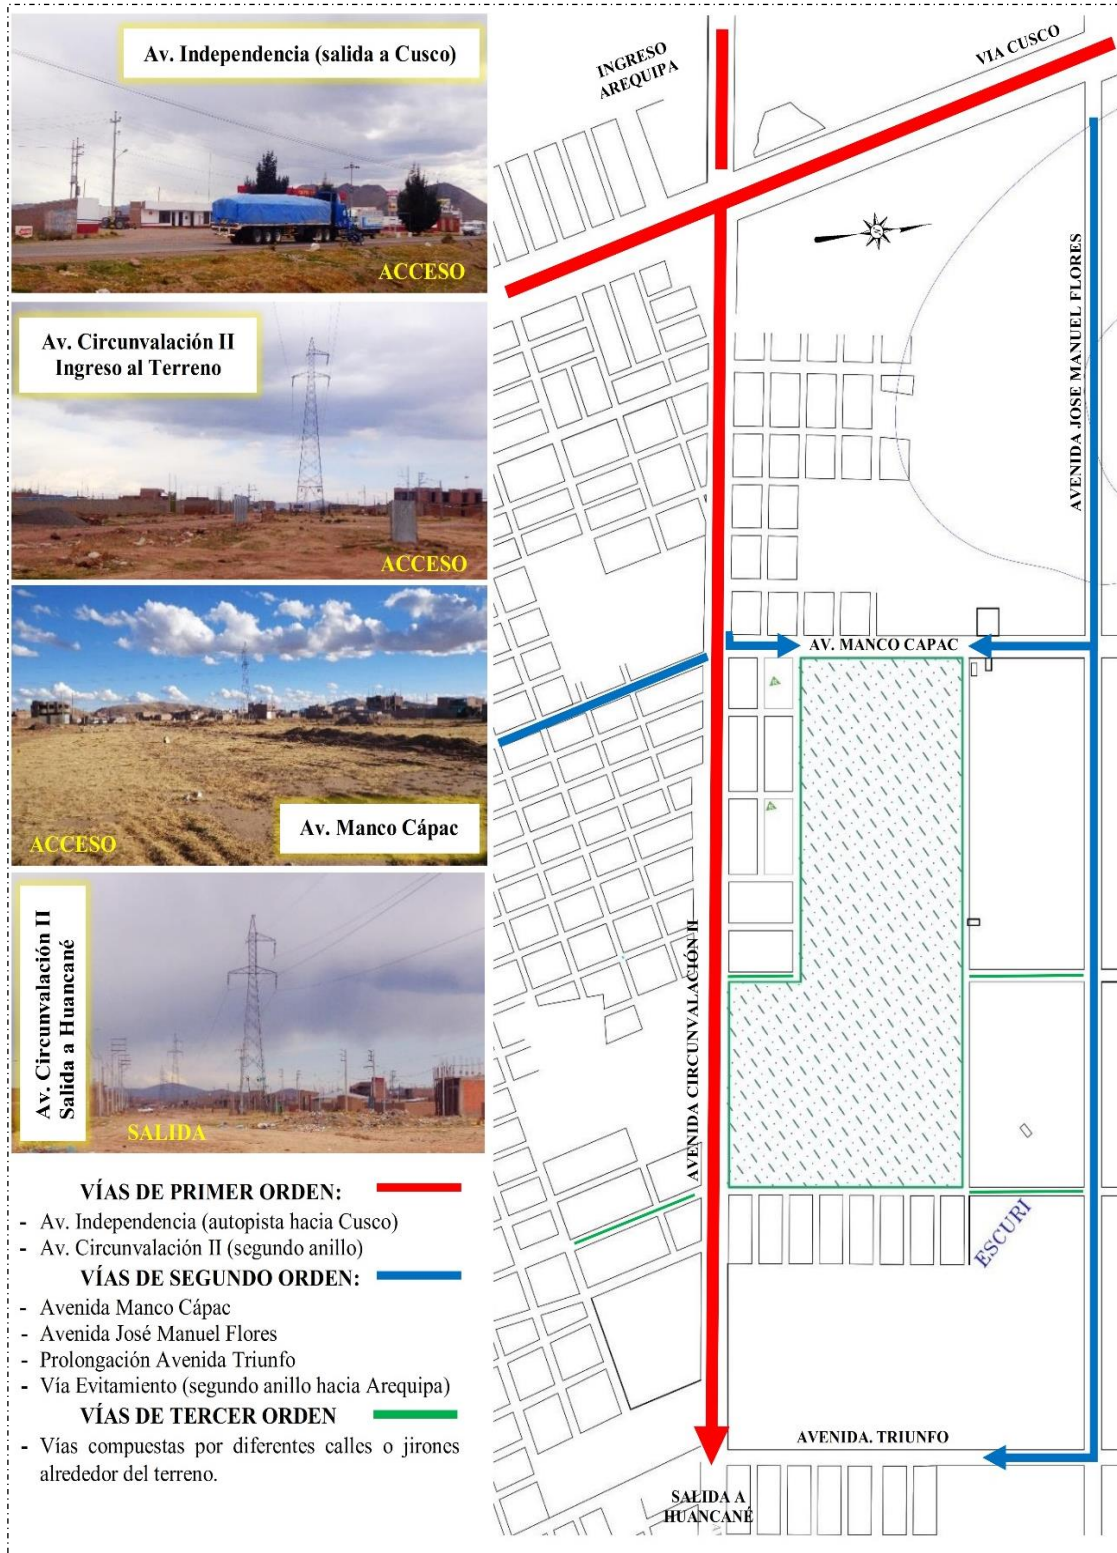 Av. Independencia (salida a Cusco)
ACCESO
Av. Circunvalación II
Ingreso al Terreno
ACCESO
ACCESO
Av. Manco Cápac
Av. Circunvalación II
Salida a Huancané
SALIDA
VÍAS DE PRIMER ORDEN:
- Av. Independencia (autopista hacia Cusco)
- Av. Circunvalación II (segundo anillo)
VÍAS DE SEGUNDO ORDEN:
- Avenida Manco Cápac
- Avenida José Manuel Flores
- Prolongación Avenida Triunfo
- Vía Evitamiento (segundo anillo hacia Arequipa)
VÍAS DE TERCER ORDEN
- Vías compuestas por diferentes calles o jirones
alrededor del terreno.
INGRESO
AREQUIPA
VIA CUSCO
AVENIDA JOSE MANUEL FLORES
AV. MANCO CAPAC
AVENIDA CIRCUNVALACIÓN II
ESCURI
AVENIDA. TRIUNFO
SALIDA A
HUANCANÉ